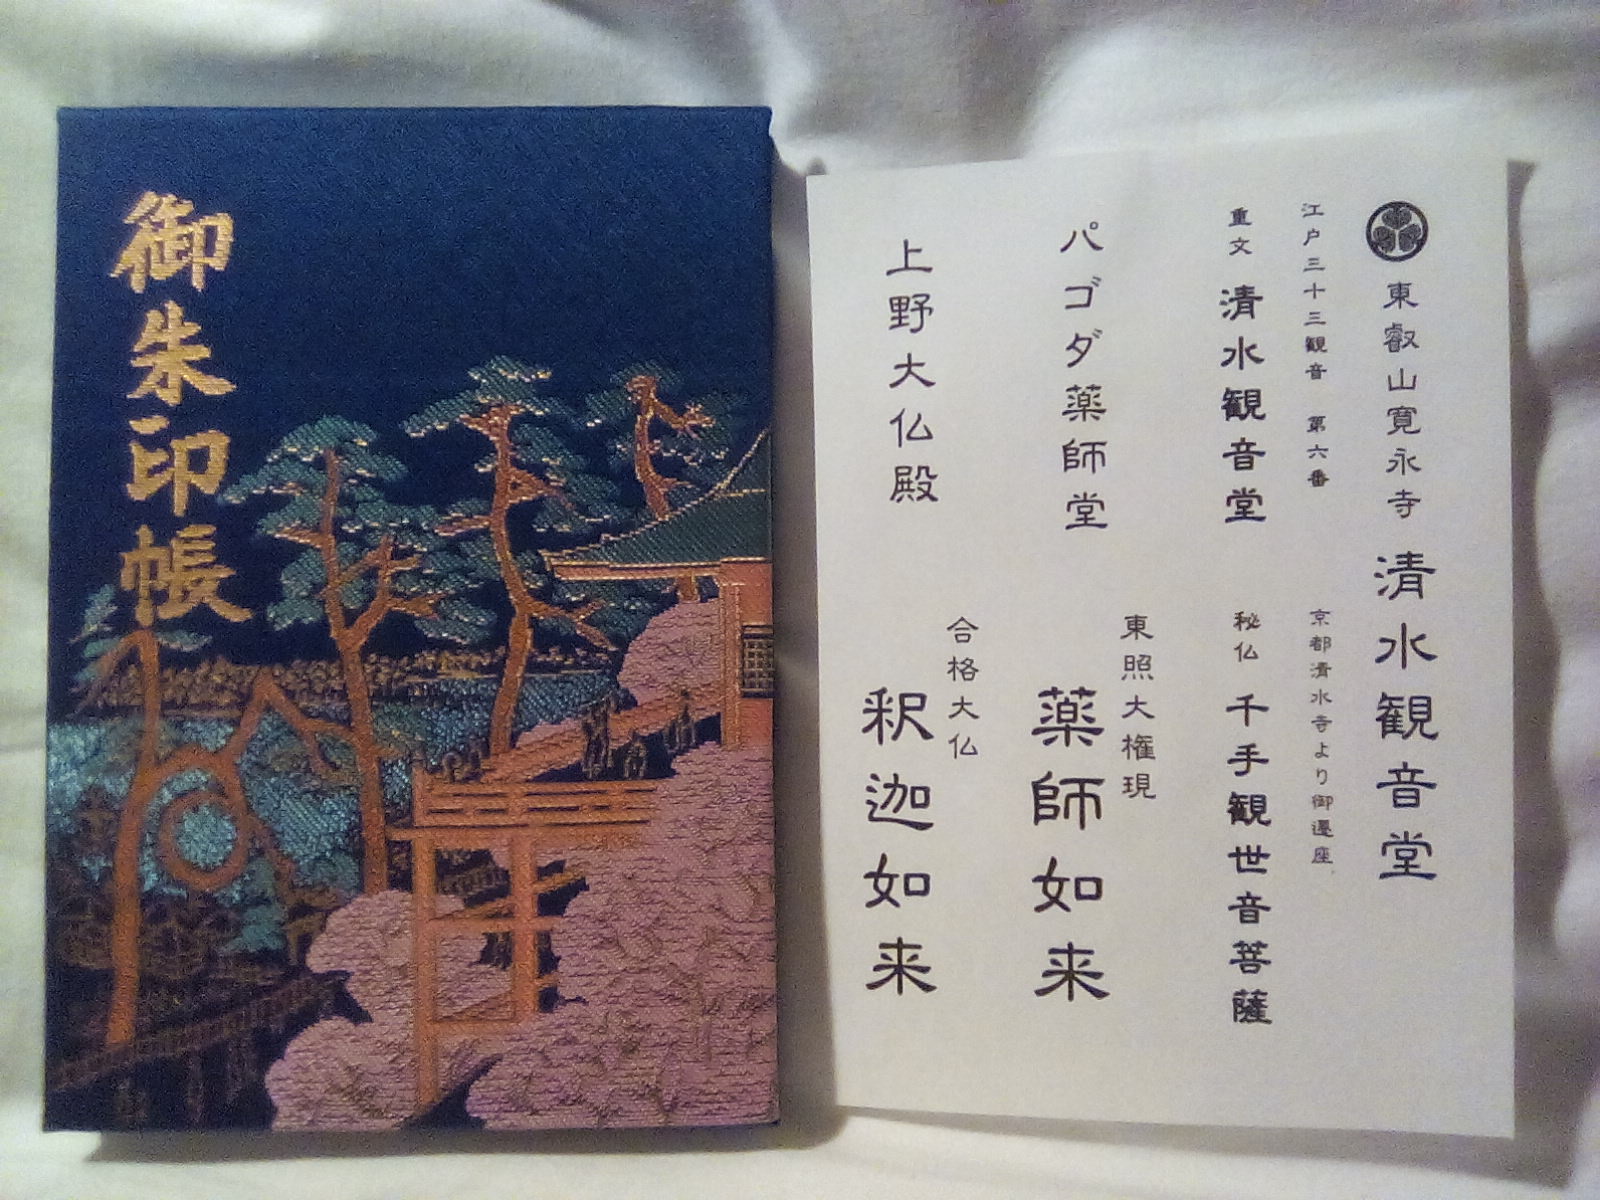 御朱印帳
東叡山寛永寺 清水観音堂
江戸三十三観音 第六番
京都清水寺より御遷座
重文 清水観音堂
秘仏 千手観世音菩薩
パゴダ薬師堂
東照大権現
薬師如来
上野大仏殿
合格大仏
釈迦如来